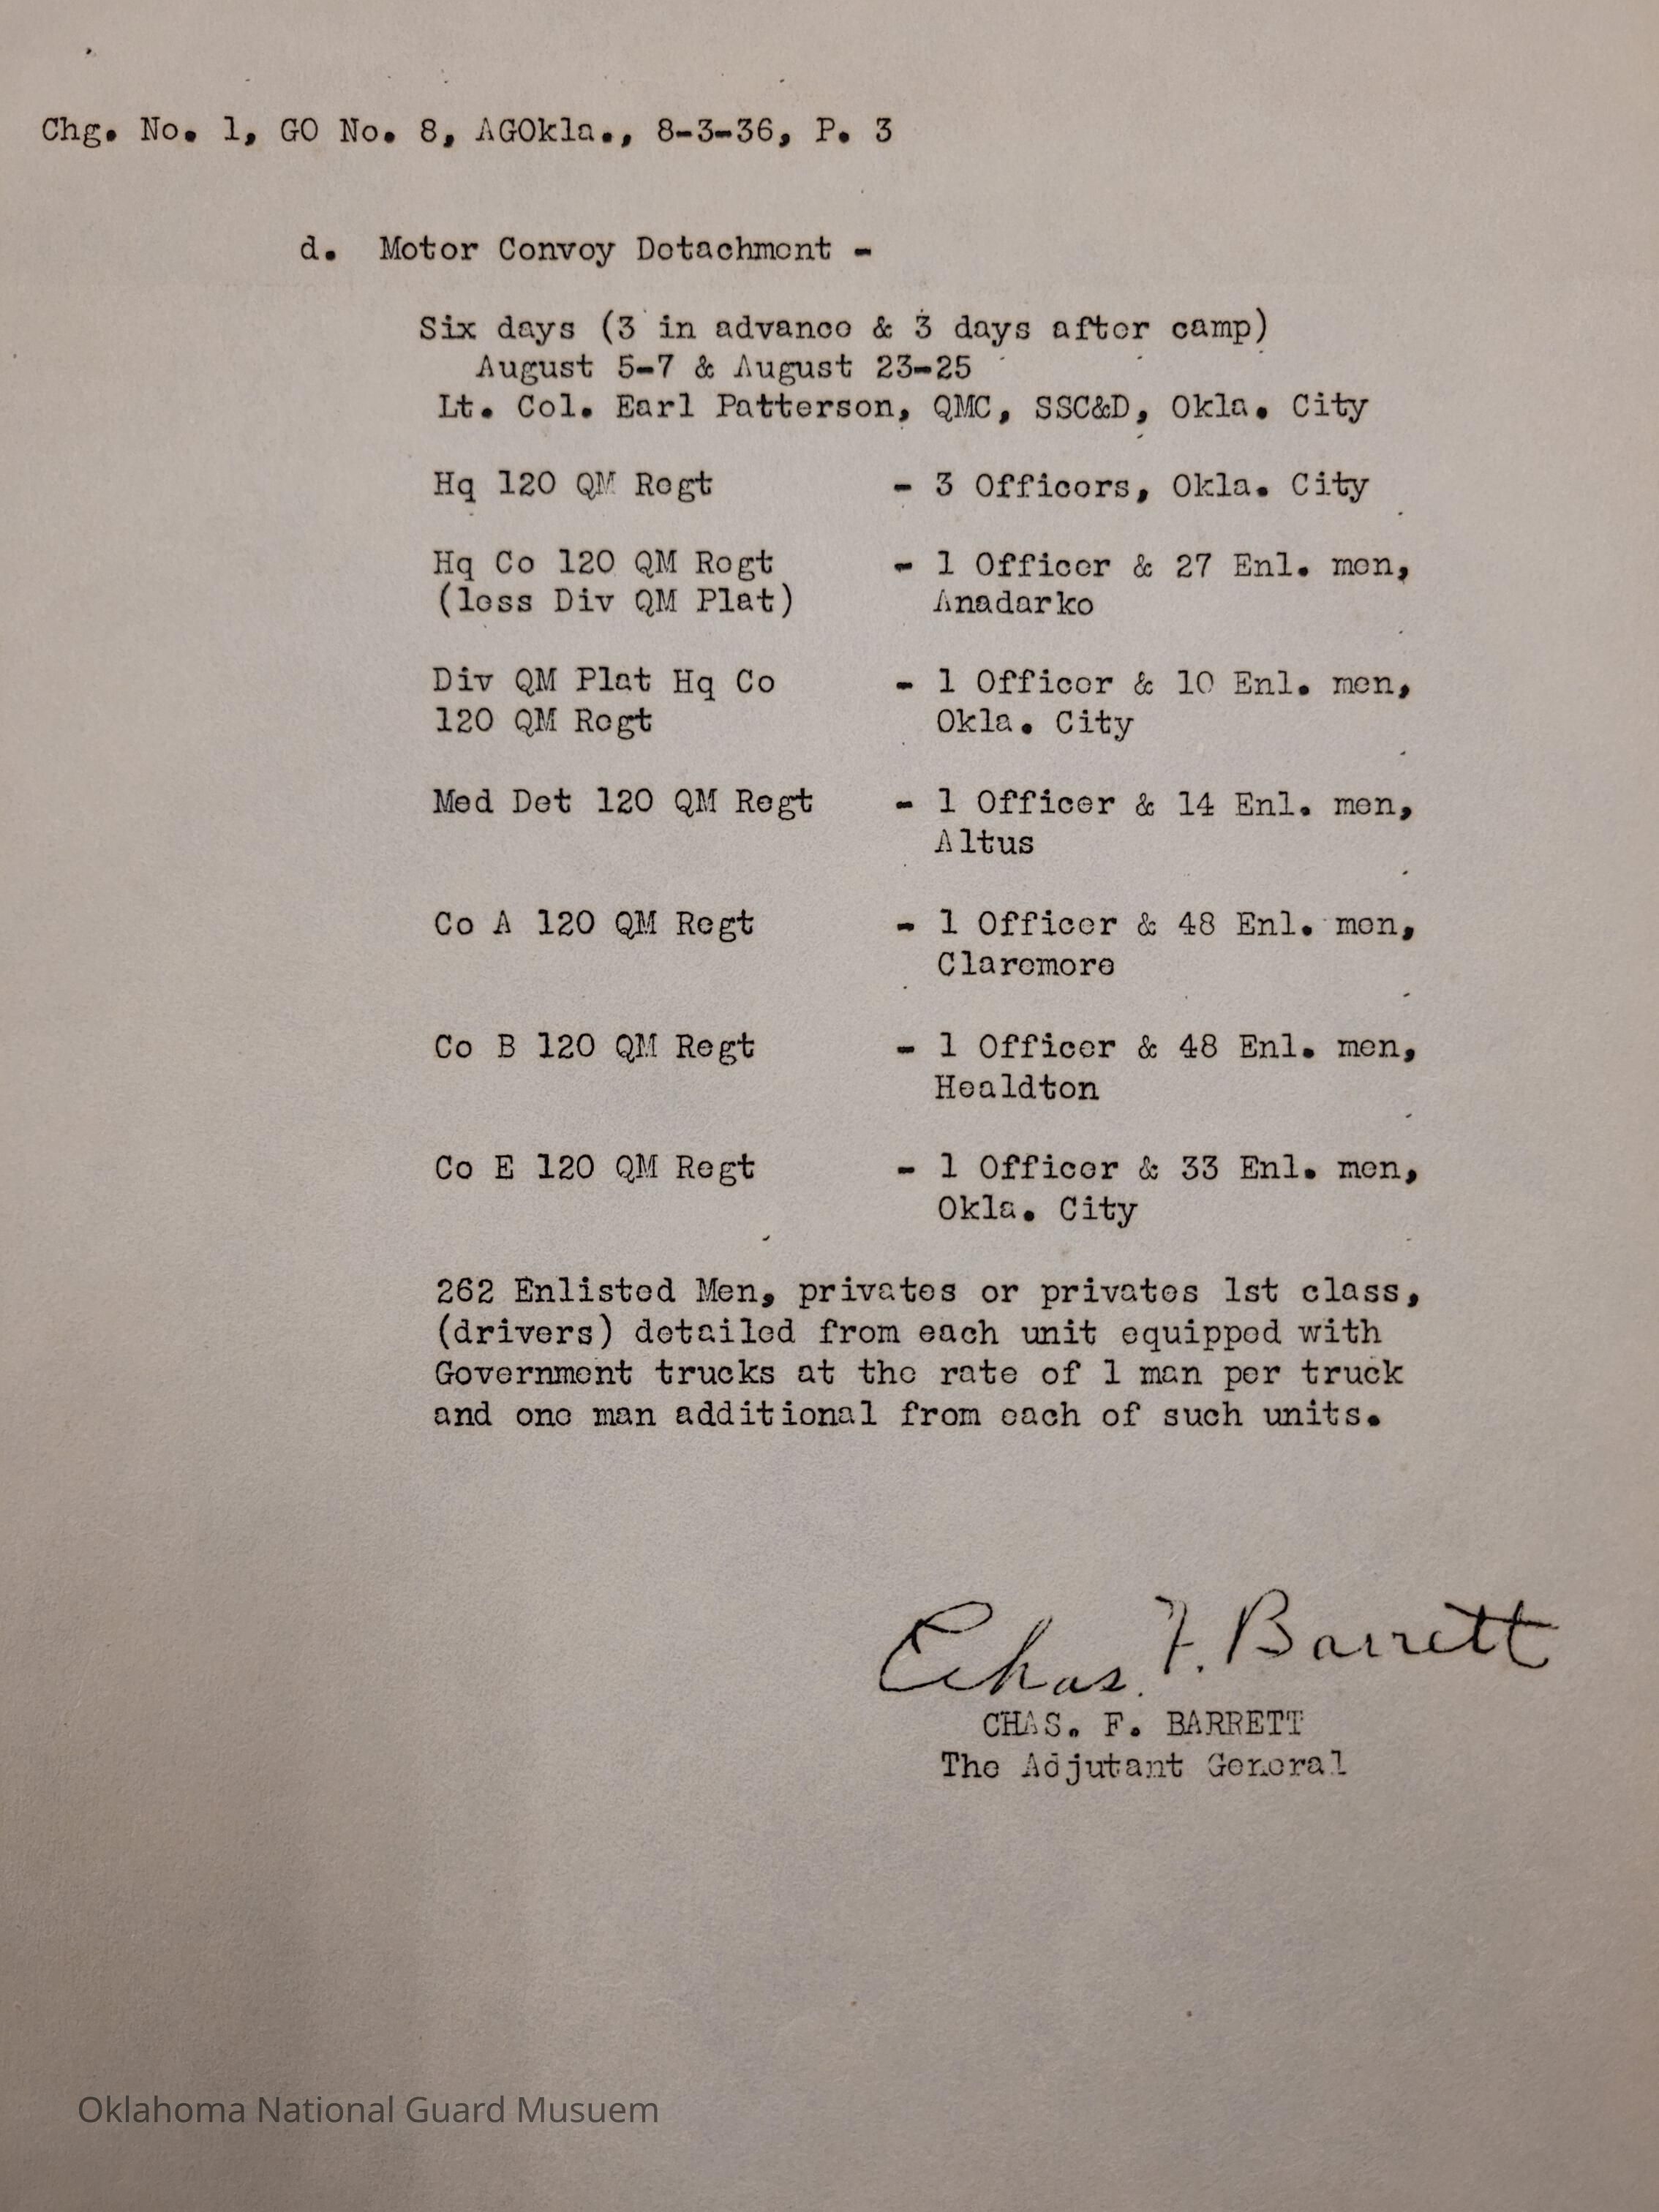 Chg. No. 1, GO No. 8, AGOkla., 8-3-36, P. 3
d. Motor Convoy Detachment -
Six days (3 in advance & 3 days after camp)
August 5-7 & August 23-25
Lt. Col. Earl Patterson, QMC, SSC&D, Okla. City
Hq 120 QM Regt - 3 Officers, Okla. City
Hq Co 120 QM Regt - 1 Officer & 27 Enl. men,
(less Div QM Plat) Anadarko
Div QM Plat Hq Co - 1 Officer & 10 Enl. men,
120 QM Regt Okla. City
Med Det 120 QM Regt - 1 Officer & 14 Enl. men,
Altus
Co A 120 QM Regt - 1 Officer & 48 Enl. men,
Claremore
Co B 120 QM Regt - 1 Officer & 48 Enl. men,
Healdton
Co E 120 QM Regt - 1 Officer & 33 Enl. men,
Okla. City
262 Enlisted Men, privates or privates 1st class,
(drivers) detailed from each unit equipped with
Government trucks at the rate of 1 man per truck
and one man additional from each of such units.
Chas. F. Barrett
CHAS. F. BARRETT
The Adjutant General
Oklahoma National Guard Musuem